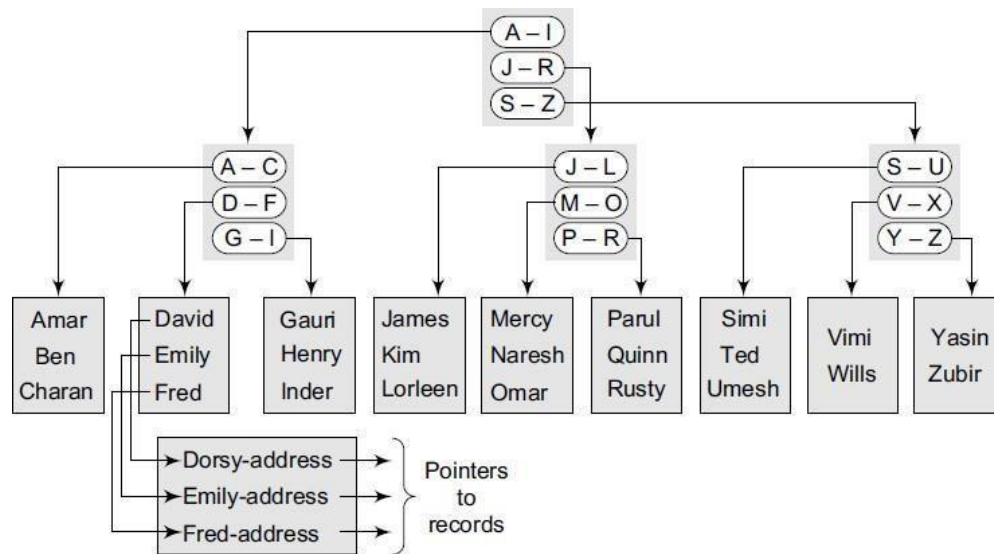 A – I
J – R
S – Z
A – C
D – F
G – I
J – L
M – O
P – R
S – U
V – X
Y – Z
Amar
Ben
Charan
David
Emily
Fred
Gauri
Henry
Inder
James
Kim
Lorleen
Mercy
Naresh
Omar
Parul
Quinn
Rusty
Simi
Ted
Umesh
Vimi
Wills
Yasin
Zubir
Dorsy-address
Emily-address
Fred-address
Pointers
to
records